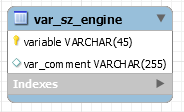 var_sz_engine
variable VARCHAR(45)
var_comment VARCHAR(255)
Indexes